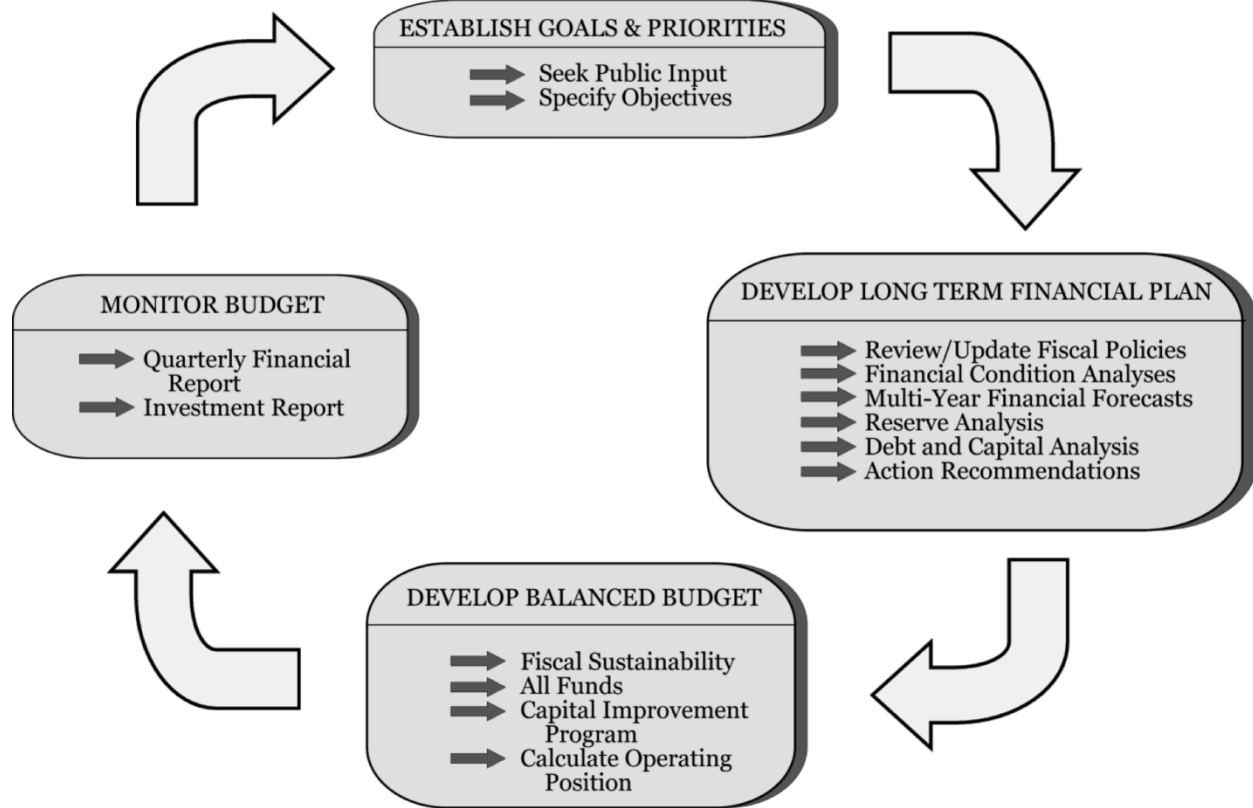 ESTABLISH GOALS & PRIORITIES
Seek Public Input
Specify Objectives
DEVELOP LONG TERM FINANCIAL PLAN
Review/Update Fiscal Policies
Financial Condition Analyses
Multi-Year Financial Forecasts
Reserve Analysis
Debt and Capital Analysis
Action Recommendations
DEVELOP BALANCED BUDGET
Fiscal Sustainability
All Funds
Capital Improvement
Program
Calculate Operating
Position
MONITOR BUDGET
Quarterly Financial
Report
Investment Report